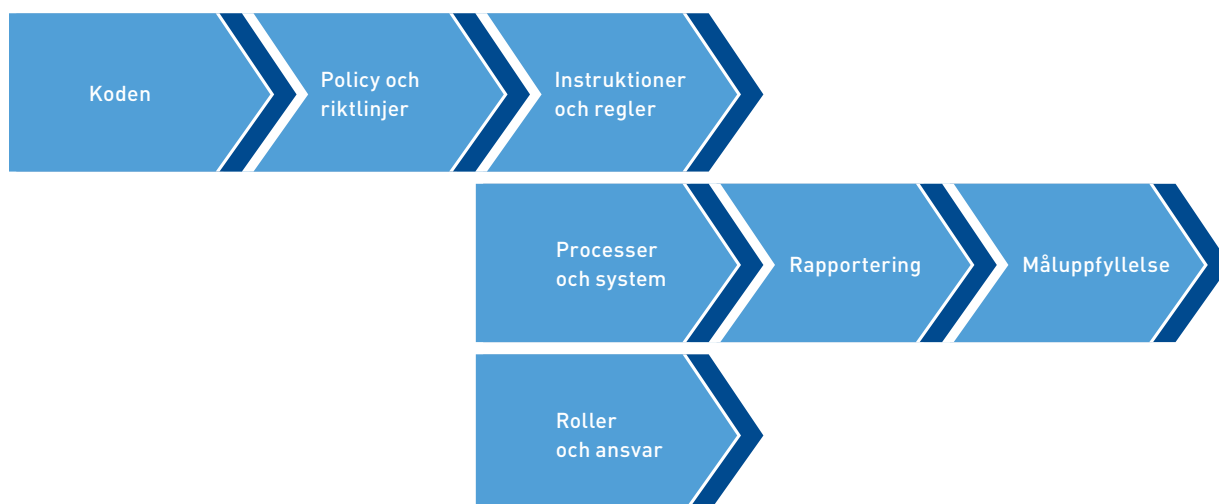 Koden
Policy och
riktlinjer
Instruktioner
och regler
Processer
och system
Rapportering
Måluppfyllelse
Roller
och ansvar